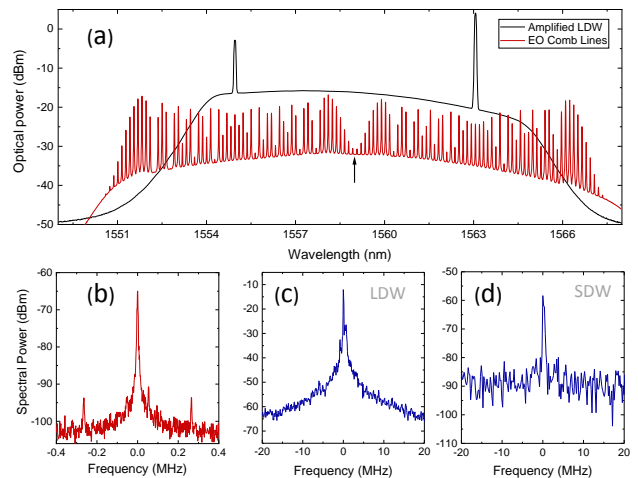 (a)
Amplified LDW
EO Comb Lines
Optical power (dBm)
0
-10
-20
-30
-40
-50
1551 1554 1557 1560 1563 1566
Wavelength (nm)
(b)
Spectral Power (dBm)
-60
-70
-80
-90
-100
-0.4 -0.2 0.0 0.2 0.4
Frequency (MHz)
(c)
LDW
-10
-20
-30
-40
-50
-60
-70
-20 -10 0 10 20
Frequency (MHz)
(d)
SDW
-50
-60
-70
-80
-90
-100
-110
-20 -10 0 10 20
Frequency (MHz)